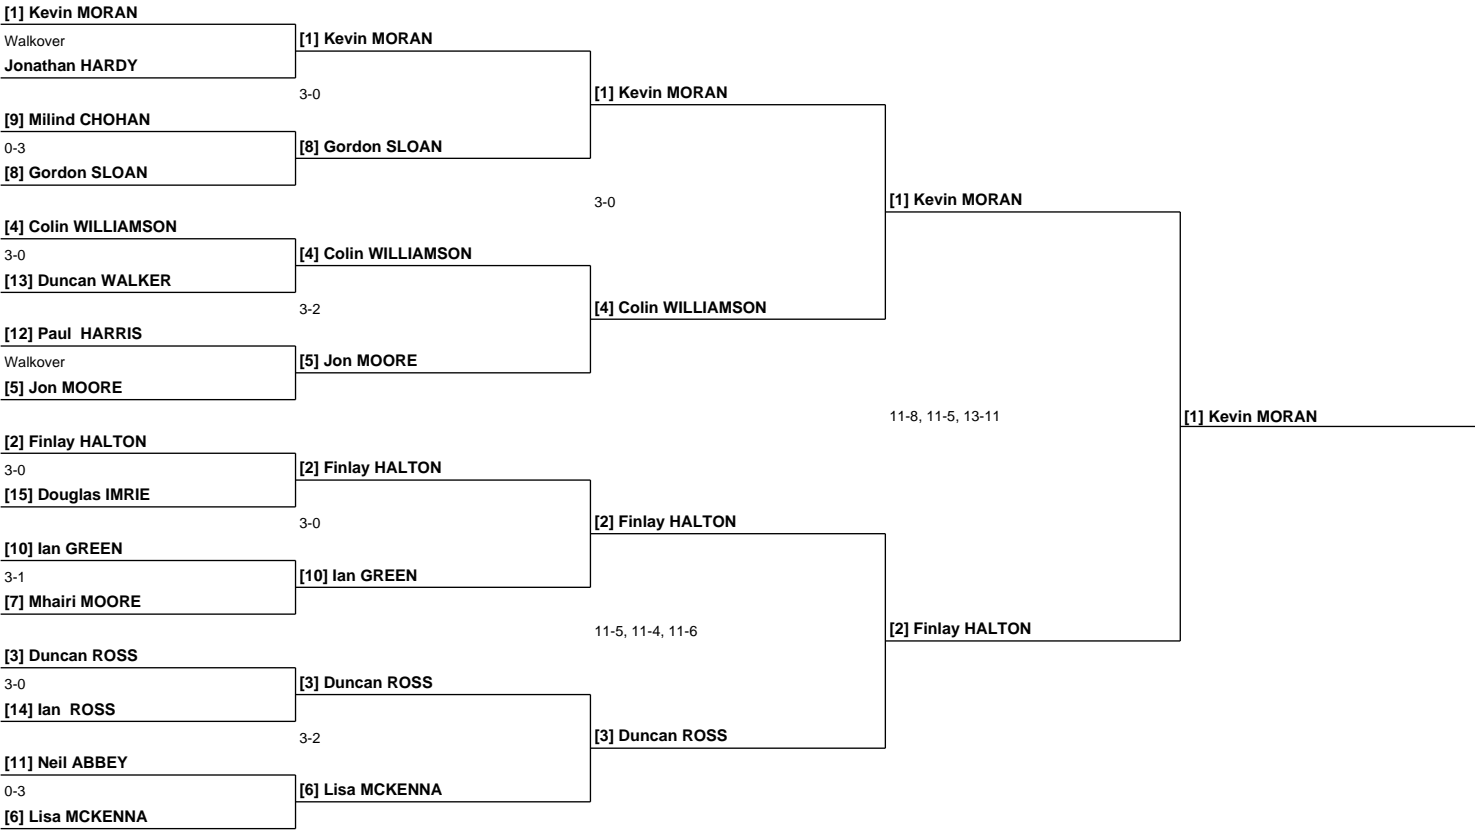 [1] Kevin MORAN
Walkover
Jonathan HARDY
[9] Milind CHOHAN
0-3
[8] Gordon SLOAN
[4] Colin WILLIAMSON
3-0
[13] Duncan WALKER
[12] Paul  HARRIS
Walkover
[5] Jon MOORE
[2] Finlay HALTON
3-0
[15] Douglas IMRIE
[10] Ian GREEN
3-1
[7] Mhairi MOORE
[3] Duncan ROSS
3-0
[14] Ian  ROSS
[11] Neil ABBEY
0-3
[6] Lisa MCKENNA
[1] Kevin MORAN
3-0
[8] Gordon SLOAN
[4] Colin WILLIAMSON
3-2
[5] Jon MOORE
[2] Finlay HALTON
3-0
[10] Ian GREEN
[3] Duncan ROSS
3-2
[6] Lisa MCKENNA
[1] Kevin MORAN
3-0
[4] Colin WILLIAMSON
[2] Finlay HALTON
11-5, 11-4, 11-6
[3] Duncan ROSS
[1] Kevin MORAN
11-8, 11-5, 13-11
[2] Finlay HALTON
[1] Kevin MORAN